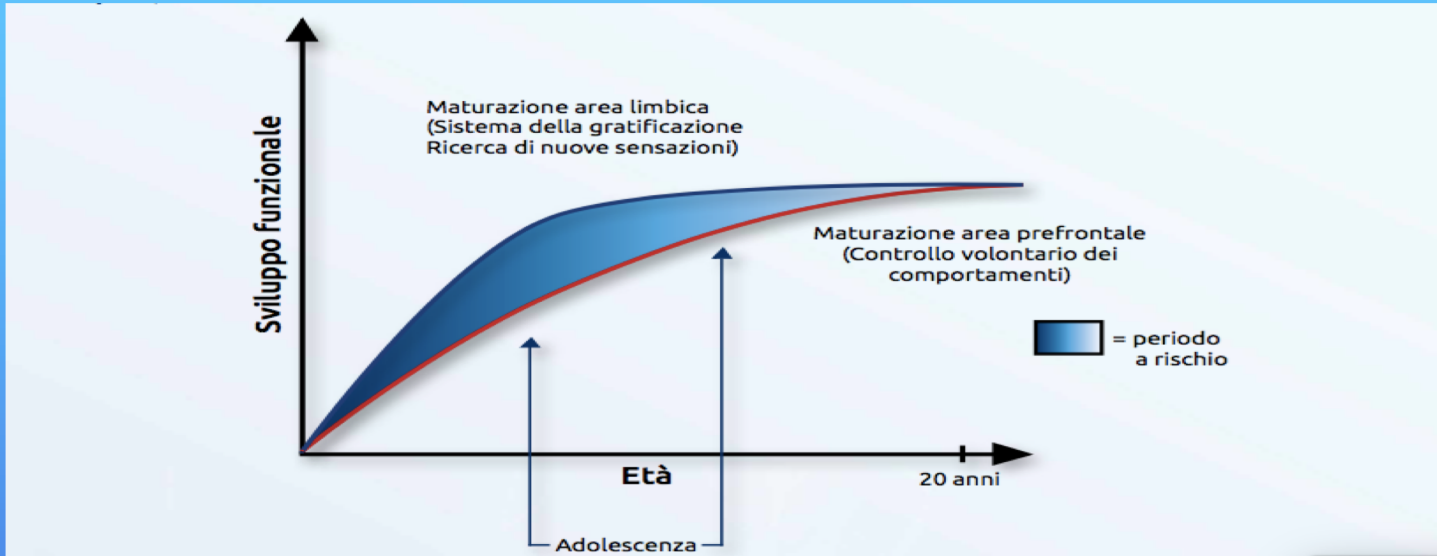 Maturazione area limbica
(Sistema della gratificazione
Ricerca di nuove sensazioni)
Sviluppo funzionale
Maturazione area prefrontale
(Controllo volontario dei
comportamenti)
= periodo
a rischio
Età
20 anni
Adolescenza